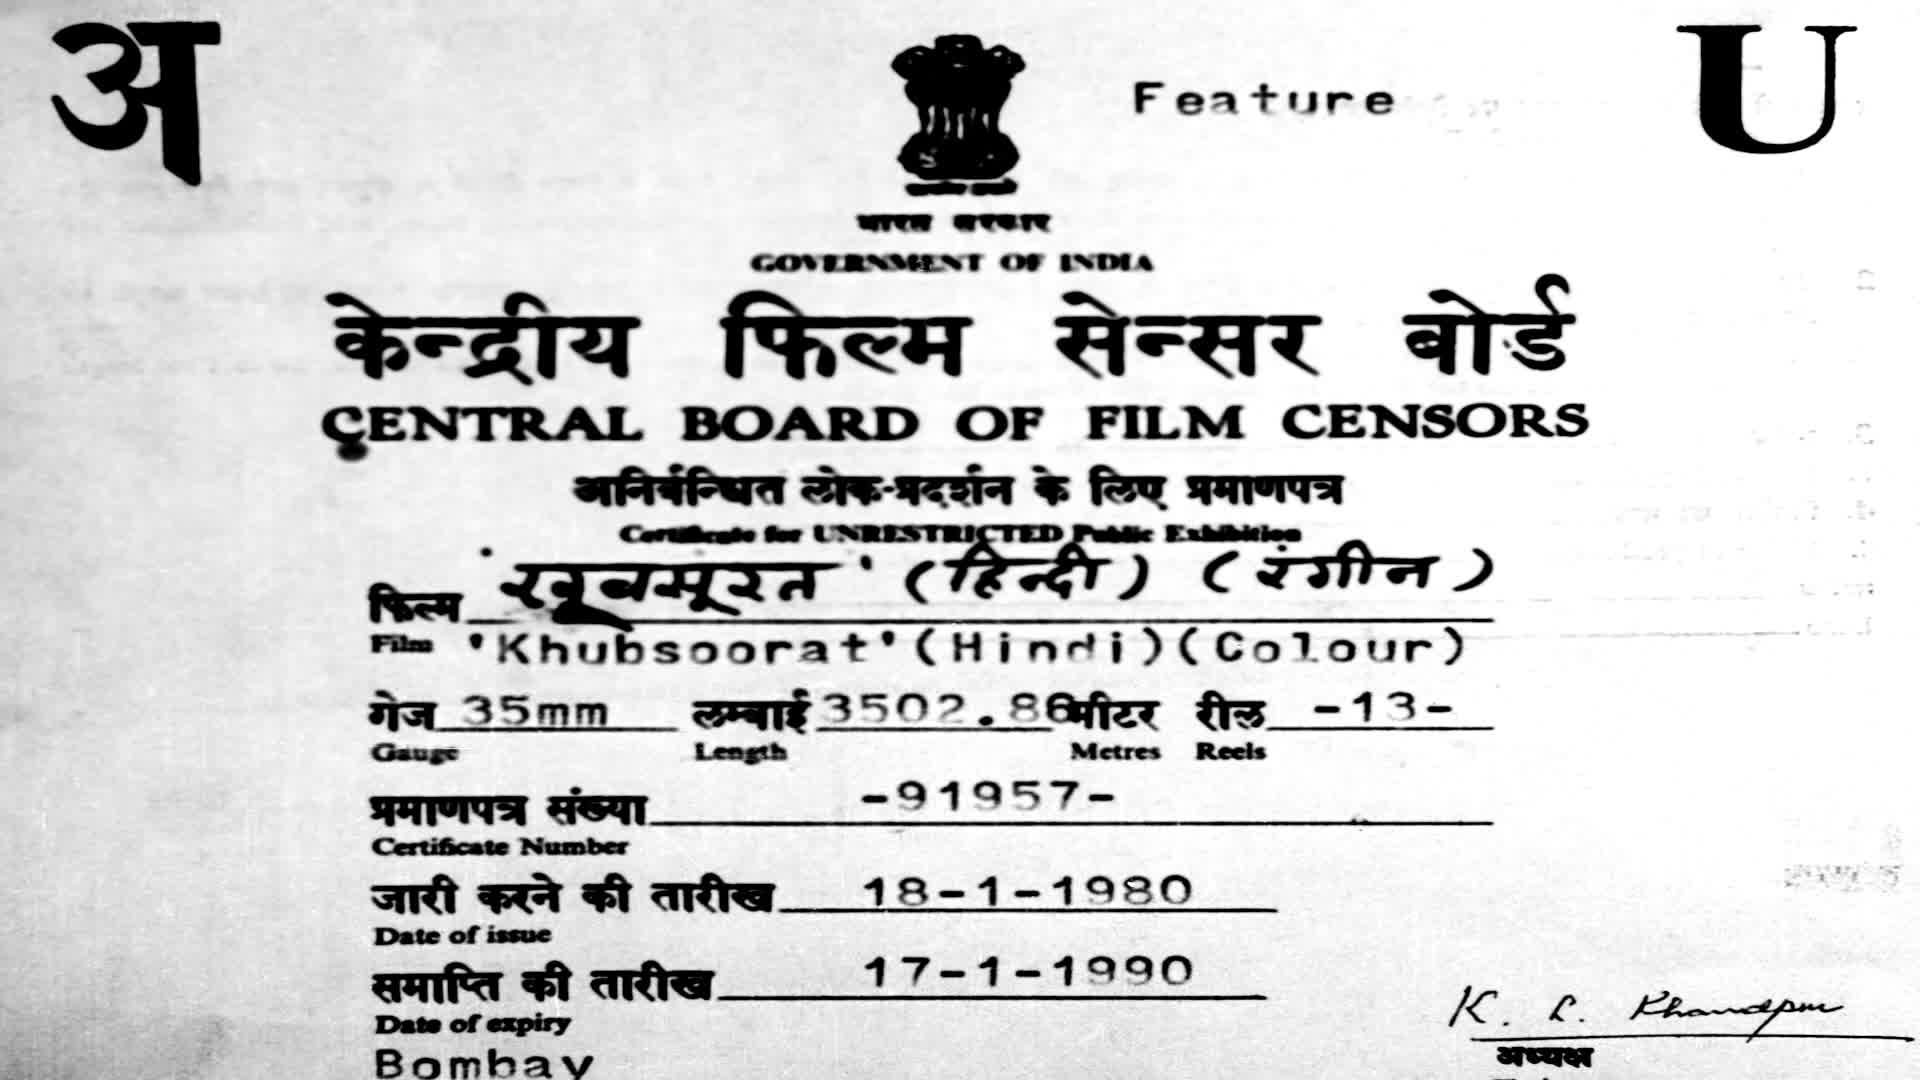 अ Feature U
भारत सरकार
GOVERNMENT OF INDIA
केन्द्रीय फिल्म सेन्सर बोर्ड
CENTRAL BOARD OF FILM CENSORS
अनिर्बन्धित लोक-प्रदर्शन के लिए प्रमाणपत्र
Certificate for UNRESTRICTED Public Exhibition
फिल्म 'खूबसूरत' (हिन्दी) (रंगीन)
Film 'Khubsoorat' (Hindi) (Colour)
गेज 35mm लम्बाई 3502.86 मीटर रील -13-
Gauge Length Metres Reels
प्रमाणपत्र संख्या -91957-
Certificate Number
जारी करने की तारीख 18-1-1980
Date of issue
समाप्ति की तारीख 17-1-1990
Date of expiry K. L. Khandpur
Bombay अध्यक्ष